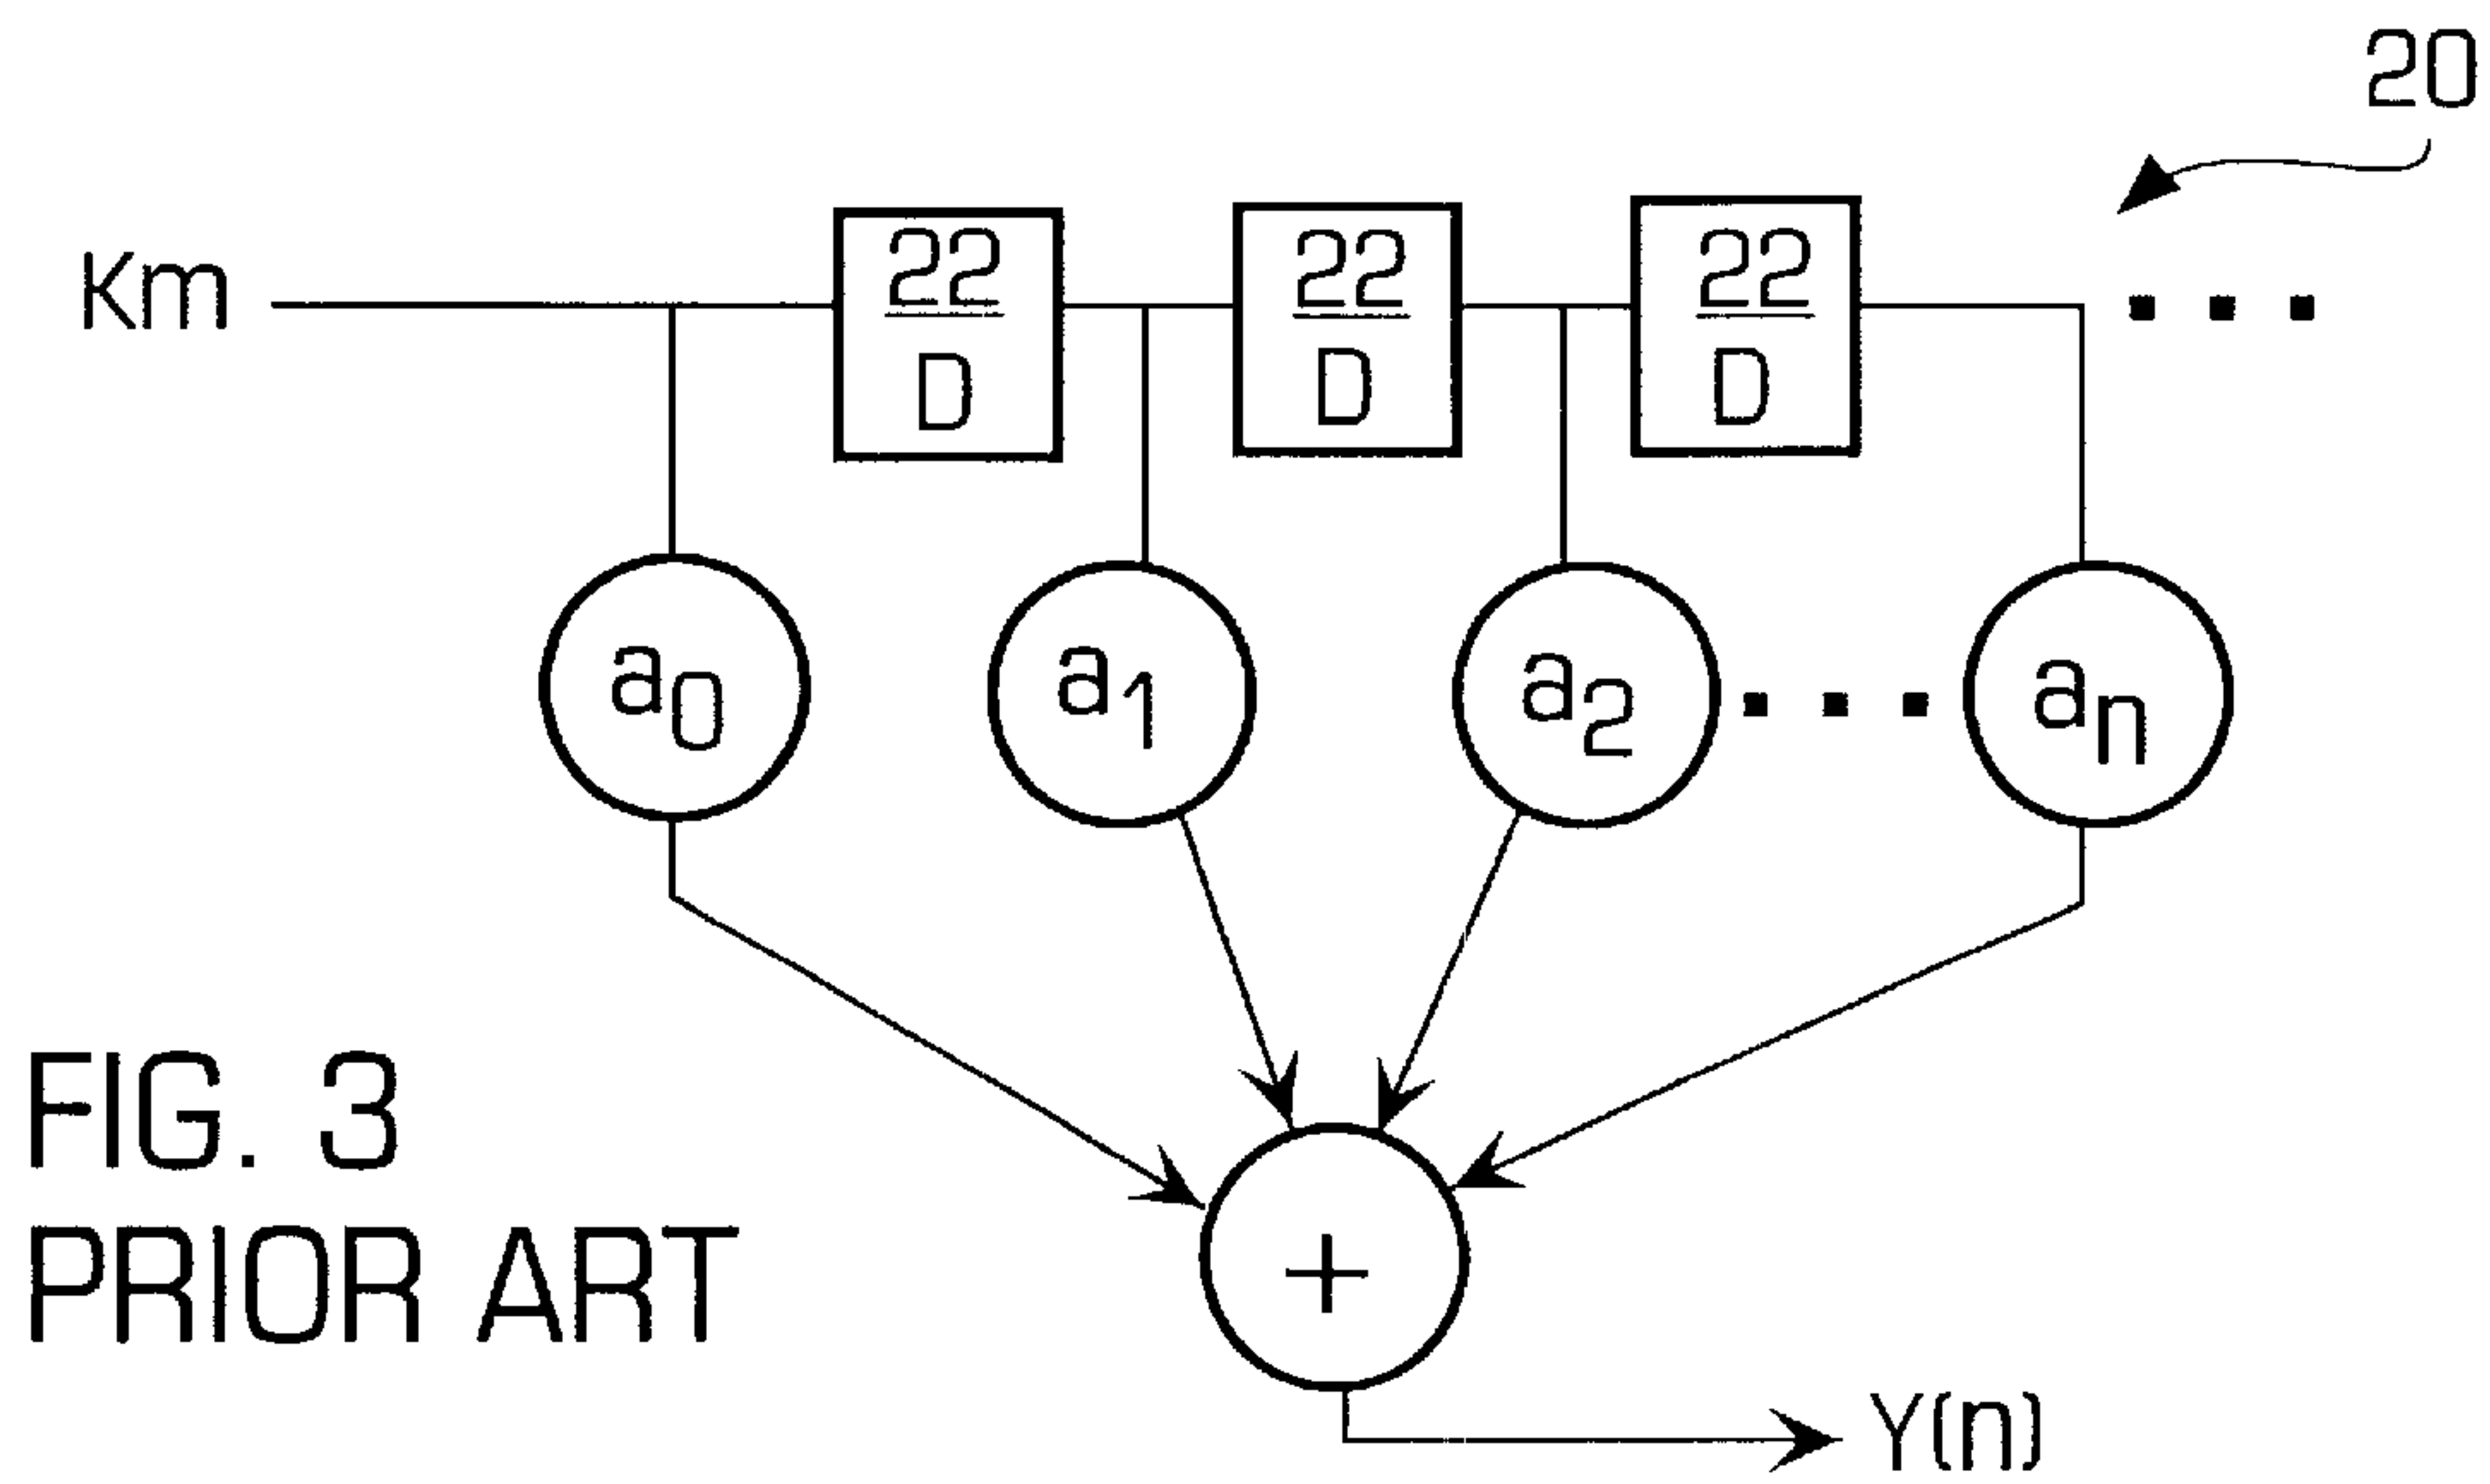 20
Km
22 22 22
D D D
a0 a1 a2 ... an
+
FIG. 3
PRIOR ART
Y(n)